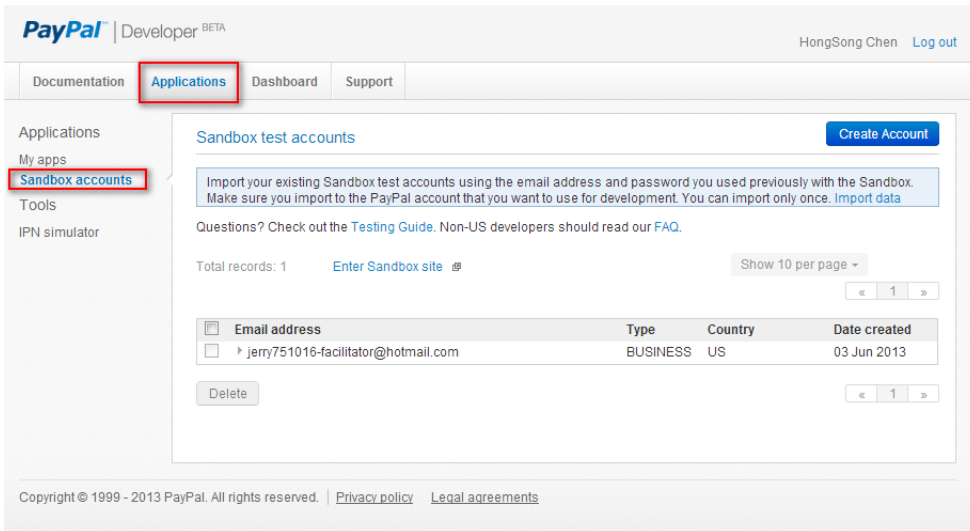 PayPal | Developer BETA
HongSong Chen Log out
Documentation Applications Dashboard Support
Applications
My apps
Sandbox accounts
Tools
IPN simulator
Sandbox test accounts
Create Account
Import your existing Sandbox test accounts using the email address and password you used previously with the Sandbox.
Make sure you import to the PayPal account that you want to use for development. You can import only once. Import data
Questions? Check out the Testing Guide. Non-US developers should read our FAQ.
Total records: 1 Enter Sandbox site Show 10 per page
« 1 »
Email address Type Country Date created
jerry751016-facilitator@hotmail.com BUSINESS US 03 Jun 2013
Delete « 1 »
Copyright © 1999 - 2013 PayPal. All rights reserved. | Privacy policy Legal agreements